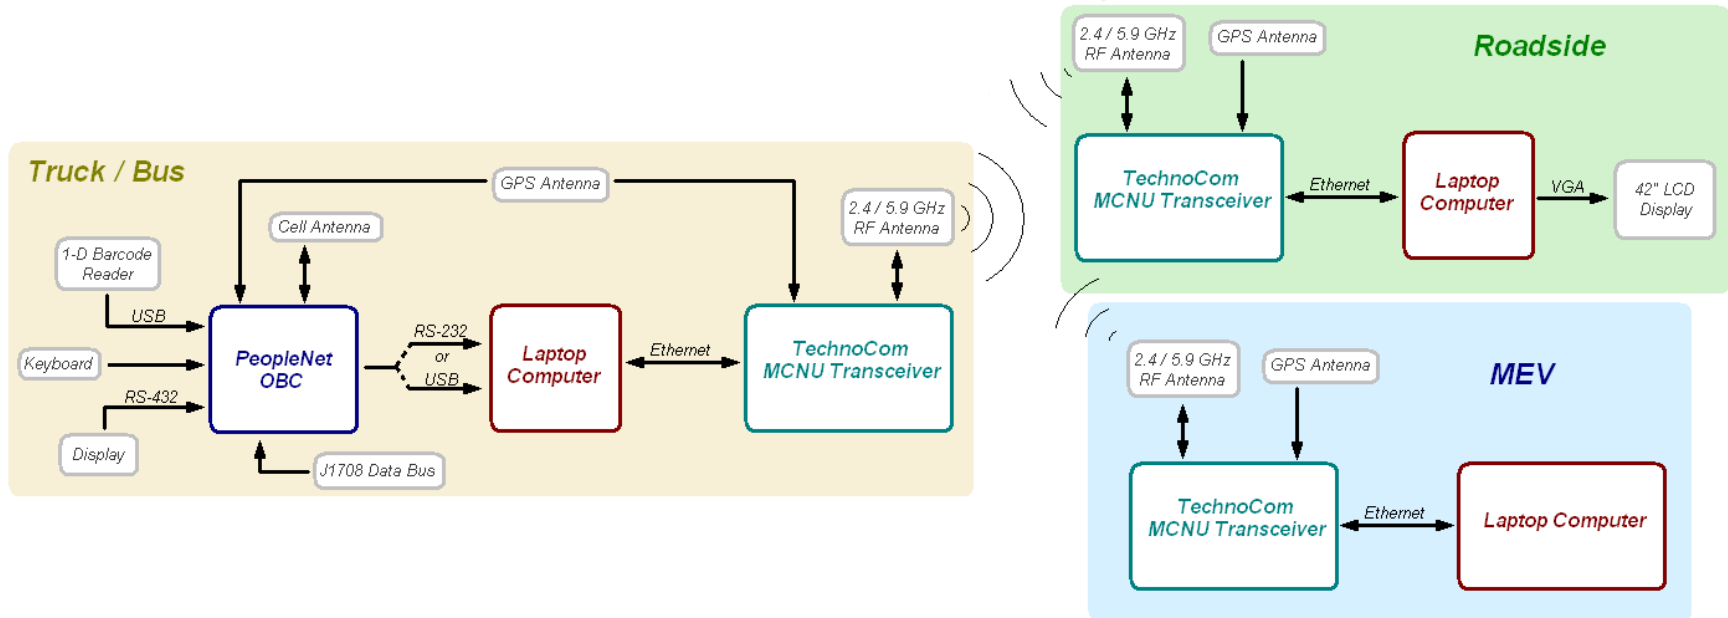 Truck / Bus
GPS Antenna
2.4 / 5.9 GHz
RF Antenna
Cell Antenna
1-D Barcode
Reader
USB
Keyboard
RS-432
Display
J1708 Data Bus
PeopleNet
OBC
RS-232
or
USB
Laptop
Computer
Ethernet
TechnoCom
MCNU Transceiver
Roadside
2.4 / 5.9 GHz
RF Antenna
GPS Antenna
TechnoCom
MCNU Transceiver
Ethernet
Laptop
Computer
VGA
42" LCD
Display
MEV
2.4 / 5.9 GHz
RF Antenna
GPS Antenna
TechnoCom
MCNU Transceiver
Ethernet
Laptop Computer